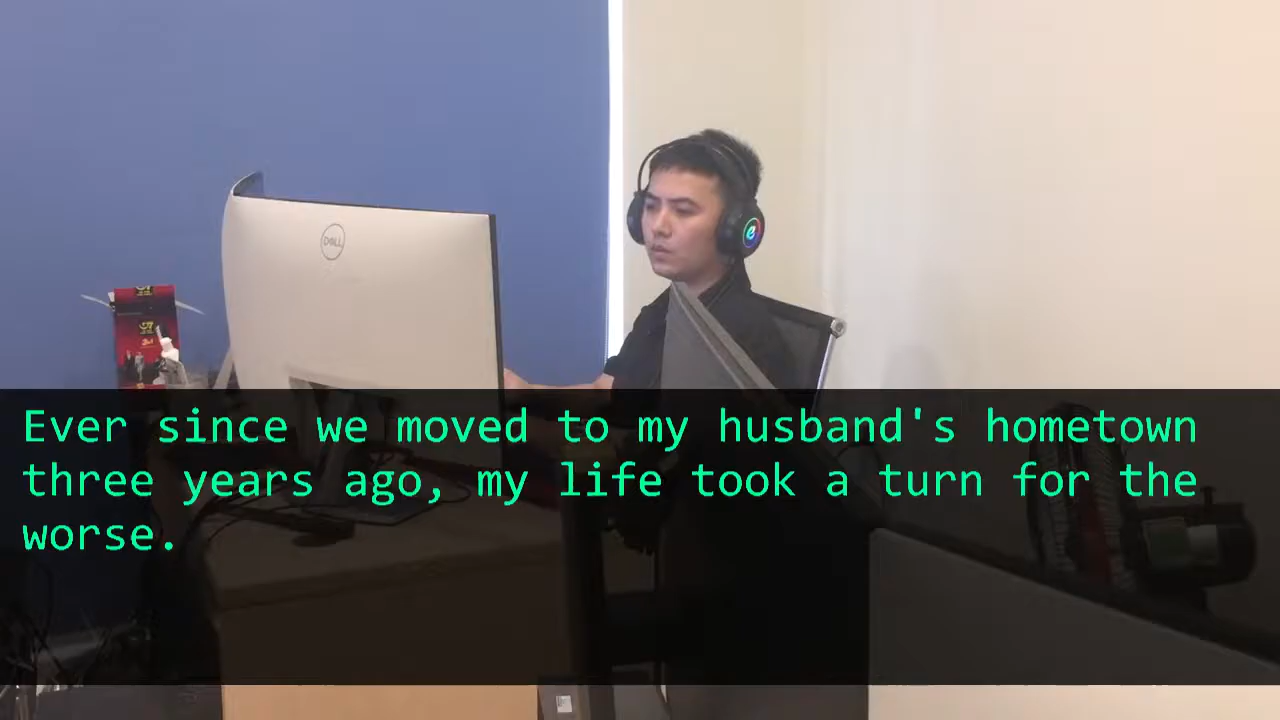 DELL
Ever since we moved to my husband's hometown
three years ago, my life took a turn for the
worse.